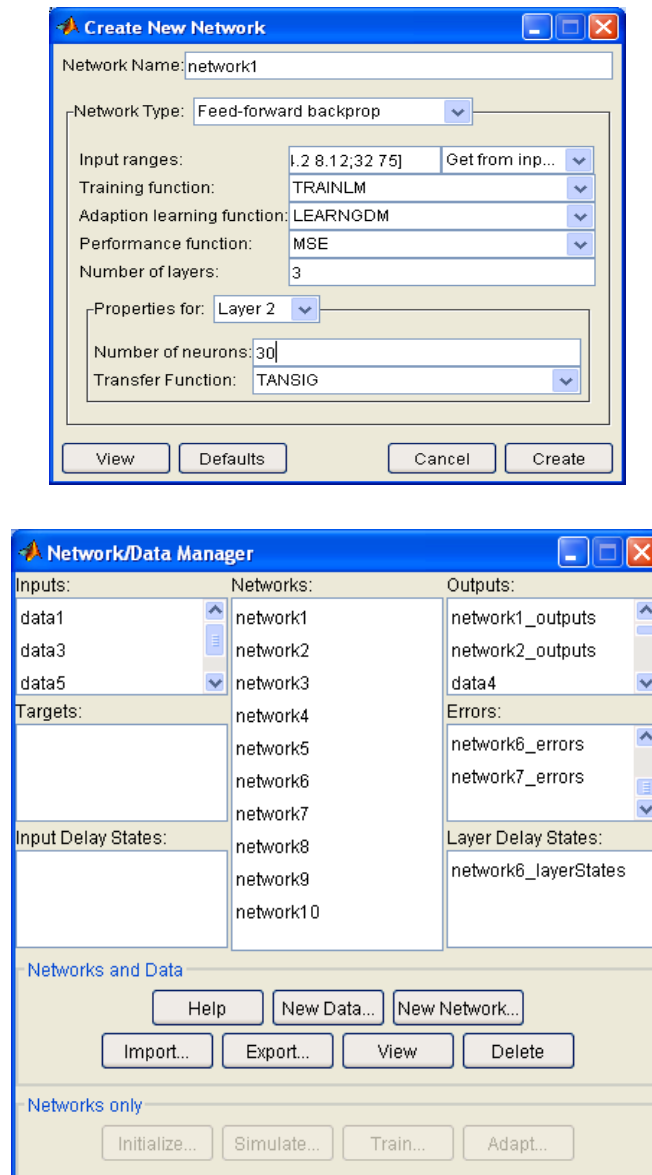 Create New Network
Network Name: network1
Network Type: Feed-forward backprop
Input ranges: 4.2 8.12;32 75] Get from inp...
Training function: TRAINLM
Adaption learning function: LEARNGDM
Performance function: MSE
Number of layers: 3
Properties for: Layer 2
Number of neurons: 30
Transfer Function: TANSIG
View Defaults Cancel Create
Network/Data Manager
Inputs: Networks: Outputs:
data1 network1 network1_outputs
data3 network2 network2_outputs
data5 network3 data4
Targets: network4 Errors:
network5 network6_errors
network6 network7_errors
network7
Input Delay States: network8 Layer Delay States:
network9 network6_layerStates
network10
Networks and Data
Help New Data... New Network...
Import... Export... View Delete
Networks only
Initialize... Simulate... Train... Adapt...